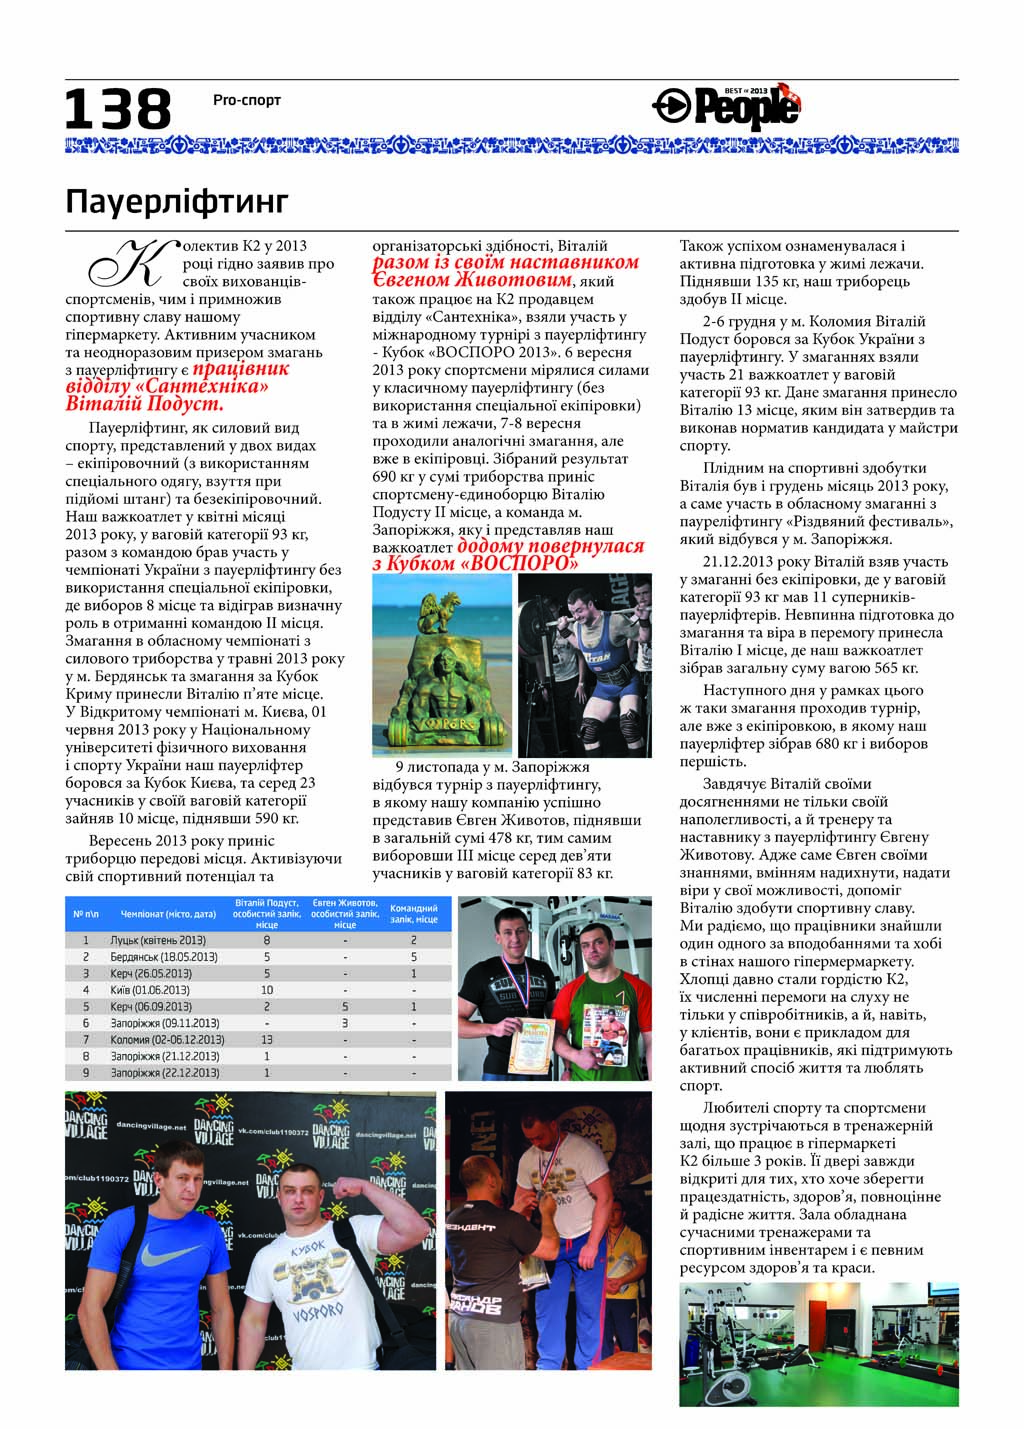 138
Pro-спорт
BEST OF 2013
People
Пауерліфтинг
Колектив К2 у 2013
році гідно заявив про
своїх вихованців-
спортсменів, чим і примножив
спортивну славу нашому
гіпермаркету. Активним учасником
та неодноразовим призером змагань
з пауерліфтингу є працівник
відділу «Сантехніка»
Віталій Подуст.
Пауерліфтинг, як силовий вид
спорту, представлений у двох видах
– екіпіровочний (з використанням
спеціального одягу, взуття при
підйомі штанг) та безекіпіровочний.
Наш важкоатлет у квітні місяці
2013 року, у ваговій категорії 93 кг,
разом з командою брав участь у
чемпіонаті України з пауерліфтингу без
використання спеціальної екіпіровки,
де виборов 8 місце та відіграв визначну
роль в отриманні командою II місця.
Змагання в обласному чемпіонаті з
силового триборства у травні 2013 року
у м. Бердянськ та змагання за Кубок
Криму принесли Віталію п’яте місце.
У Відкритому чемпіонаті м. Києва, 01
червня 2013 року у Національному
університеті фізичного виховання
і спорту України наш пауерліфтер
боровся за Кубок Києва, та серед 23
учасників у своїй ваговій категорії
зайняв 10 місце, піднявши 590 кг.
Вересень 2013 року приніс
триборцю передові місця. Активізуючи
свій спортивний потенціал та
організаторські здібності, Віталій
разом із своїм наставником
Євгеном Животовим, який
також працює на К2 продавцем
відділу «Сантехніка», взяли участь у
міжнародному турнірі з пауерліфтингу
- Кубок «ВОСПОРО 2013». 6 вересня
2013 року спортсмени мірялися силами
у класичному пауерліфтингу (без
використання спеціальної екіпіровки)
та в жимі лежачи, 7-8 вересня
проходили аналогічні змагання, але
вже в екіпіровці. Зібраний результат
690 кг у сумі триборства приніс
спортсмену-єдиноборцю Віталію
Подусту II місце, а команда м.
Запоріжжя, яку і представляв наш
важкоатлет додому повернулася
з Кубком «ВОСПОРО»
VOSPORO
TITAN
9 листопада у м. Запоріжжя
відбувся турнір з пауерліфтингу,
в якому нашу компанію успішно
представив Євген Животов, піднявши
в загальній сумі 478 кг, тим самим
виборовши III місце серед дев’яти
учасників у ваговій категорії 83 кг.
Також успіхом ознаменувалася і
активна підготовка у жимі лежачи.
Піднявши 135 кг, наш триборець
здобув II місце.
2-6 грудня у м. Коломия Віталій
Подуст боровся за Кубок України з
пауерліфтингу. У змаганнях взяли
участь 21 важкоатлет у ваговій
категорії 93 кг. Дане змагання принесло
Віталію 13 місце, яким він затвердив та
виконав норматив кандидата у майстри
спорту.
Плідним на спортивні здобутки
Віталія був і грудень місяць 2013 року,
а саме участь в обласному змаганні з
пауреліфтингу «Різдвяний фестиваль»,
який відбувся у м. Запоріжжя.
21.12.2013 року Віталій взяв участь
у змаганні без екіпіровки, де у ваговій
категорії 93 кг мав 11 суперників-
пауерліфтерів. Невпинна підготовка до
змагання та віра в перемогу принесла
Віталію I місце, де наш важкоатлет
зібрав загальну суму вагою 565 кг.
Наступного дня у рамках цього
ж таки змагання проходив турнір,
але вже з екіпіровкою, в якому наш
пауерліфтер зібрав 680 кг і виборов
першість.
Завдячує Віталій своїми
досягненнями не тільки своїй
наполегливості, а й тренеру та
наставнику з пауерліфтингу Євгену
Животову. Адже саме Євген своїми
знаннями, вмінням надихнути, надати
віри у свої можливості, допоміг
Віталію здобути спортивну славу.
Ми радіємо, що працівники знайшли
один одного за вподобаннями та хобі
в стінах нашого гіпермермаркету.
Хлопці давно стали гордістю К2,
їх численні перемоги на слуху не
тільки у співробітників, а й, навіть,
у клієнтів, вони є прикладом для
багатьох працівників, які підтримують
активний спосіб життя та люблять
спорт.
Любителі спорту та спортсмени
щодня зустрічаються в тренажерній
залі, що працює в гіпермаркеті
К2 більше 3 років. Її двері завжди
відкриті для тих, хто хоче зберегти
працездатність, здоров’я, повноцінне
й радісне життя. Зала обладнана
сучасними тренажерами та
спортивним інвентарем і є певним
ресурсом здоров’я та краси.
№ п\п Чемпіонат (місто, дата) Віталій Подуст, особистий залік, місце Євген Животов, особистий залік, місце Командний залік, місце
1 Луцьк (квітень 2013) 8 - 2
2 Бердянськ (18.05.2013) 5 - 5
3 Керч (26.05.2013) 5 - 1
4 Київ (01.06.2013) 10 - -
5 Керч (06.09.2013) 2 5 1
6 Запоріжжя (09.11.2013) - 3 -
7 Коломия (02-06.12.2013) 13 - -
8 Запоріжжя (21.12.2013) 1 - -
9 Запоріжжя (22.12.2013) 1 - -
DANCING VILLAGE
dancingvillage.net
vk.com/club1190372
DANCING VILLAGE
dancingvillage.net
КУБОК
VOSPORO